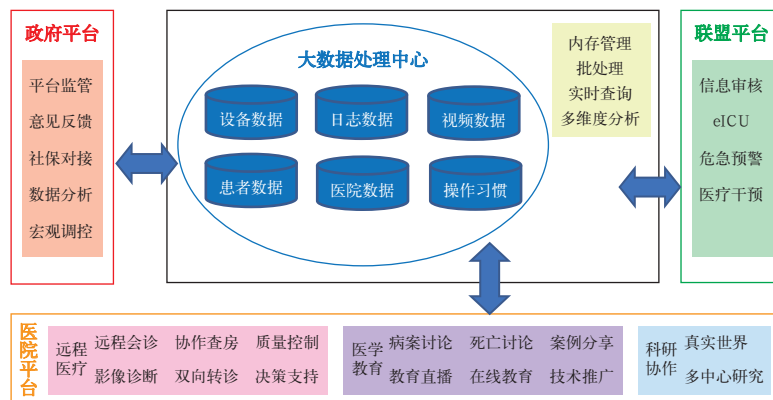 政府平台
平台监管
意见反馈
社保对接
数据分析
宏观调控
大数据处理中心
设备数据
日志数据
视频数据
患者数据
医院数据
操作习惯
内存管理
批处理
实时查询
多维度分析
联盟平台
信息审核
eICU
危急预警
医疗干预
医院平台
远程医疗
远程会诊 协作查房 质量控制
影像诊断 双向转诊 决策支持
医学教育
病案讨论 死亡讨论 案例分享
教育直播 在线教育 技术推广
科研协作
真实世界
多中心研究